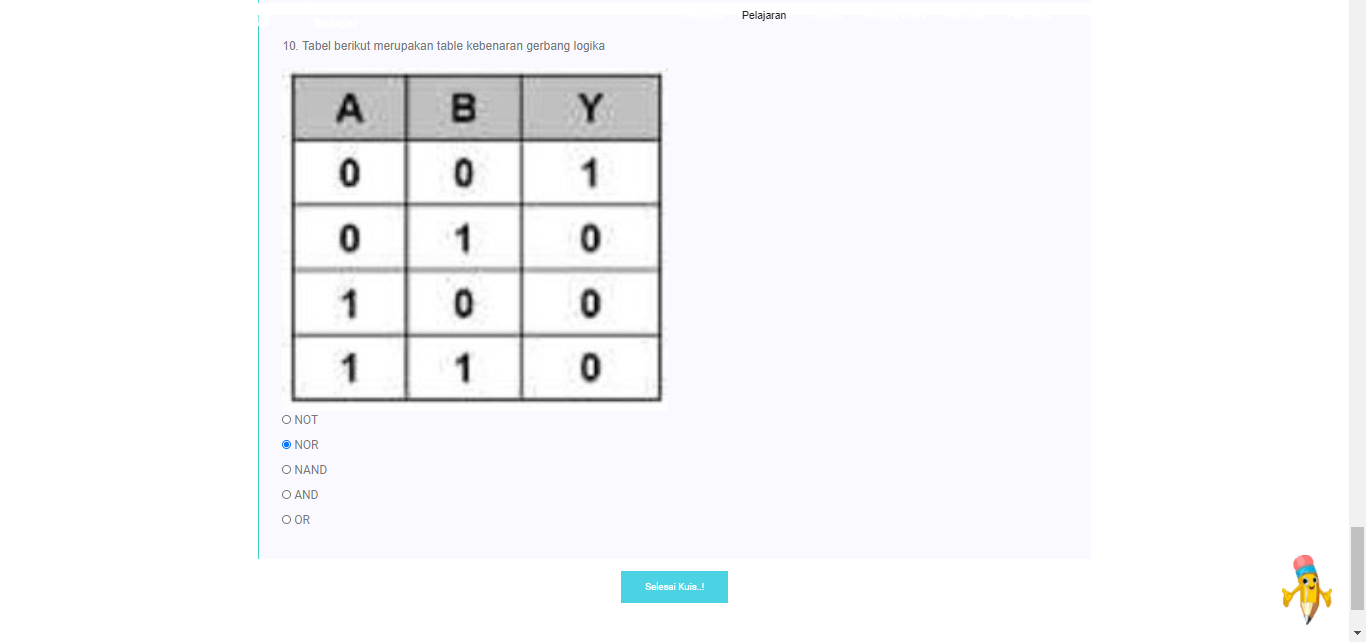 Pelajaran
10. Tabel berikut merupakan table kebenaran gerbang logika
A B Y
0 0 1
0 1 0
1 0 0
1 1 0
NOT
NOR
NAND
AND
OR
Selesai Kuis..!